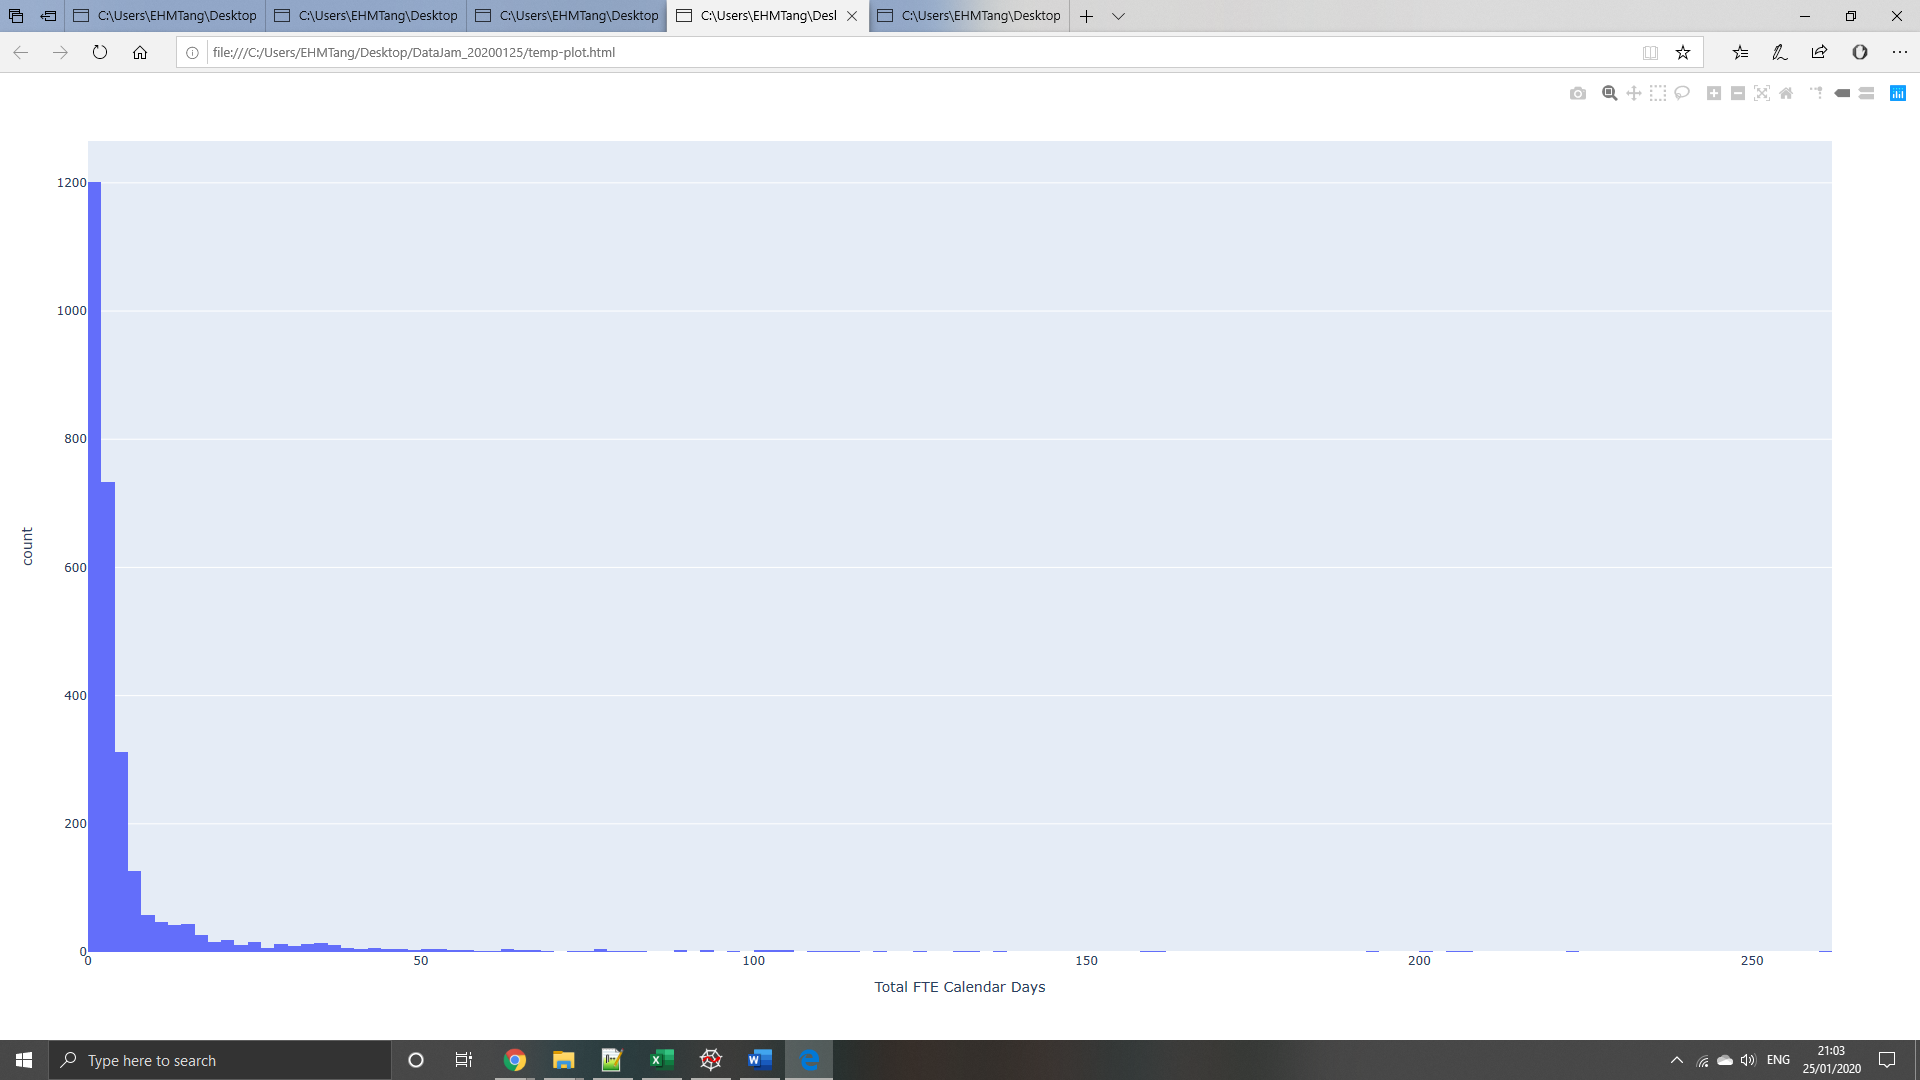 C:\Users\EHMTang\Desktop
C:\Users\EHMTang\Desktop
C:\Users\EHMTang\Desktop
C:\Users\EHMTang\Desl
C:\Users\EHMTang\Desktop
file:///C:/Users/EHMTang/Desktop/DataJam_20200125/temp-plot.html
1200
1000
800
600
400
200
0
count
0
50
100
150
200
250
Total FTE Calendar Days
Type here to search
ENG
21:03
25/01/2020